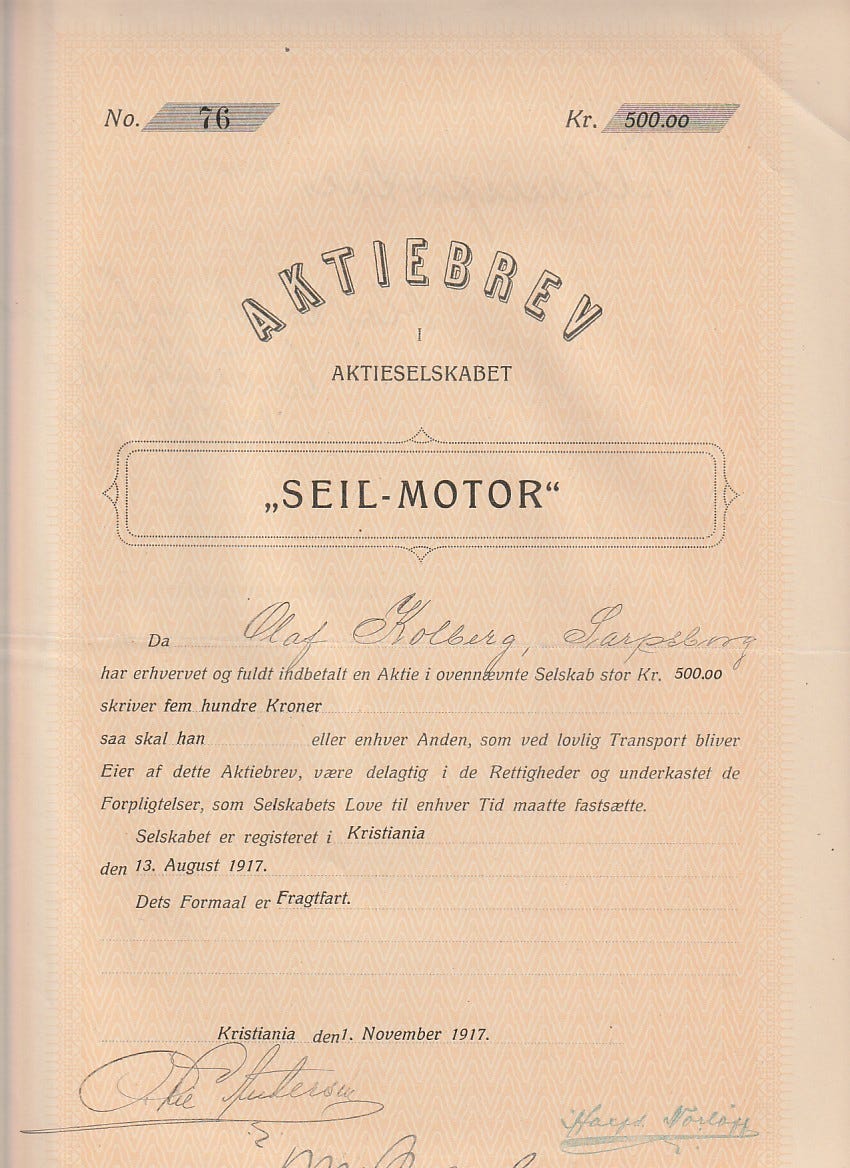 No. 76 Kr. 500.00
AKTIEBREV
I
AKTIESELSKABET
„SEIL-MOTOR“
Da Olaf Kolberg, Sarpsborg
har erhvervet og fuldt indbetalt en Aktie i ovennævnte Selskab stor Kr. 500.00
skriver fem hundre Kroner
saa skal han eller enhver Anden, som ved lovlig Transport bliver
Eier af dette Aktiebrev, være delagtig i de Rettigheder og underkastet de
Forpligtelser, som Selskabets Love til enhver Tid maatte fastsætte.
Selskabet er registeret i Kristiania
den 13. August 1917.
Dets Formaal er Fragtfart.
Kristiania den 1. November 1917.